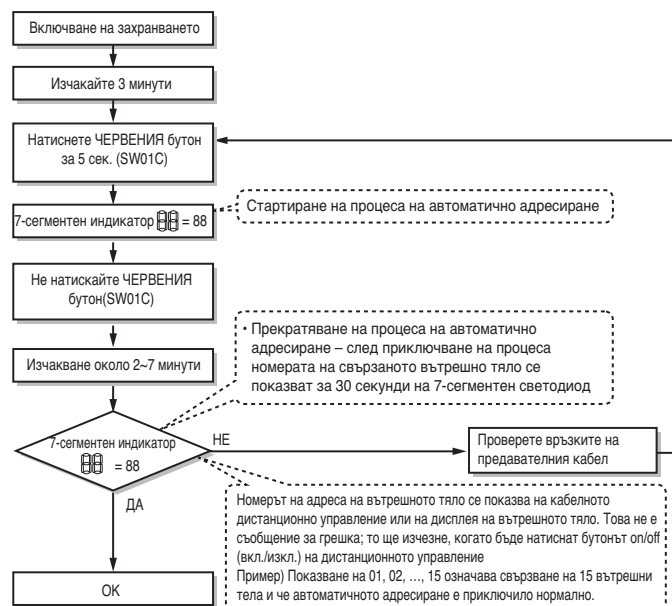 Включване на захранването
Изчакайте 3 минути
Натиснете ЧЕРВЕНИЯ бутон
за 5 сек. (SW01C)
7-сегментен индикатор 88 = 88
Стартиране на процеса на автоматично адресиране
Не натискайте ЧЕРВЕНИЯ
бутон(SW01C)
• Прекратяване на процеса на автоматично
адресиране – след приключване на процеса
номерата на свързаното вътрешно тяло се
показват за 30 секунди на 7-сегментен светодиод
Изчакване около 2~7 минути
7-сегментен индикатор
88 = 88
НЕ
Проверете връзките на
предавателния кабел
ДА
Номерът на адреса на вътрешното тяло се показва на кабелното
дистанционно управление или на дисплея на вътрешното тяло. Това не е
съобщение за грешка; то ще изчезне, когато бъде натиснат бутонът on/off
(вкл./изкл.) на дистанционното управление
Пример) Показване на 01, 02, ..., 15 означава свързване на 15 вътрешни
тела и че автоматичното адресиране е приключило нормално.
OK